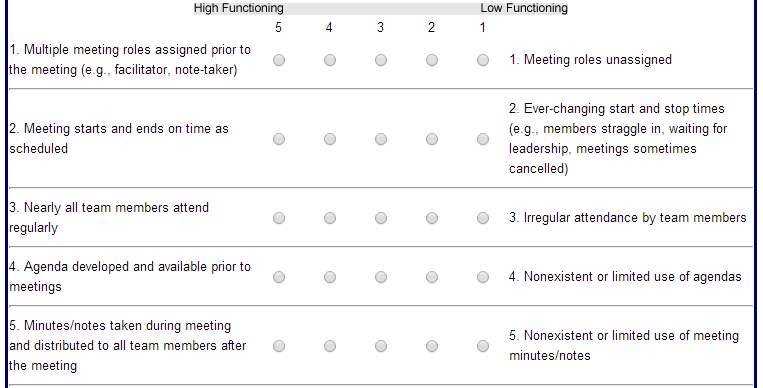 High Functioning Low Functioning
5 4 3 2 1
1. Multiple meeting roles assigned prior to
the meeting (e.g., facilitator, note-taker)
1. Meeting roles unassigned
2. Meeting starts and ends on time as
scheduled
2. Ever-changing start and stop times
(e.g., members straggle in, waiting for
leadership, meetings sometimes
cancelled)
3. Nearly all team members attend
regularly
3. Irregular attendance by team members
4. Agenda developed and available prior to
meetings
4. Nonexistent or limited use of agendas
5. Minutes/notes taken during meeting
and distributed to all team members after
the meeting
5. Nonexistent or limited use of meeting
minutes/notes